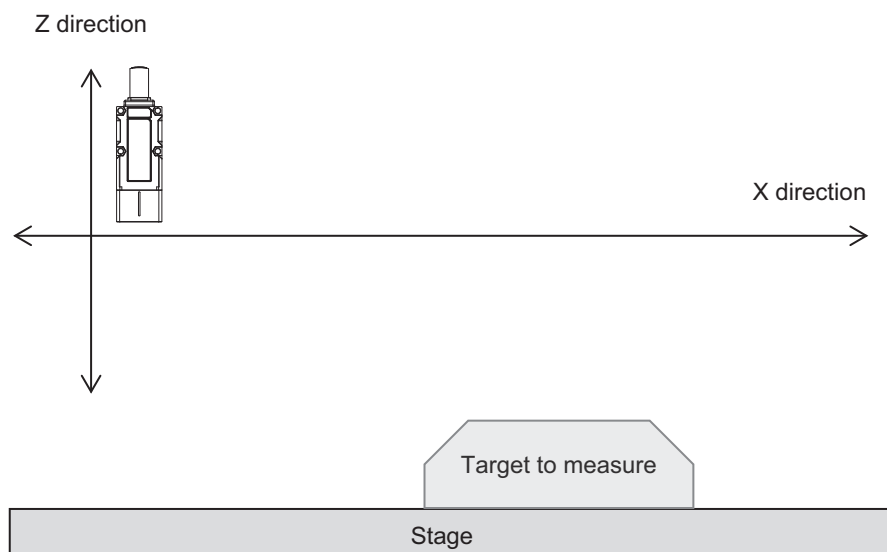 Z direction
X direction
Target to measure
Stage